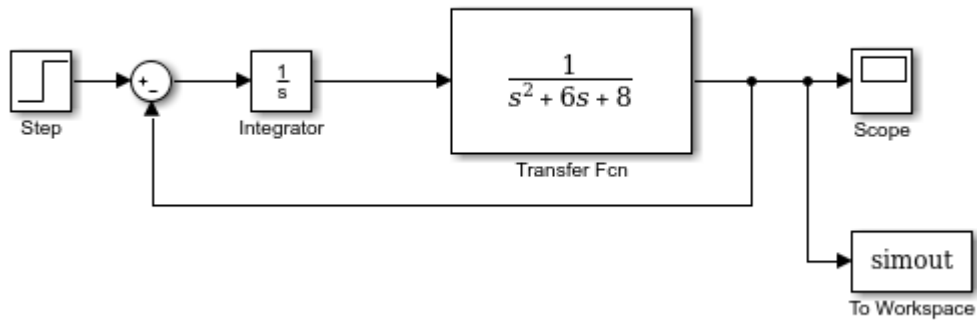 +
-
Step
1
s
Integrator
1
s² + 6s + 8
Transfer Fcn
Scope
simout
To Workspace